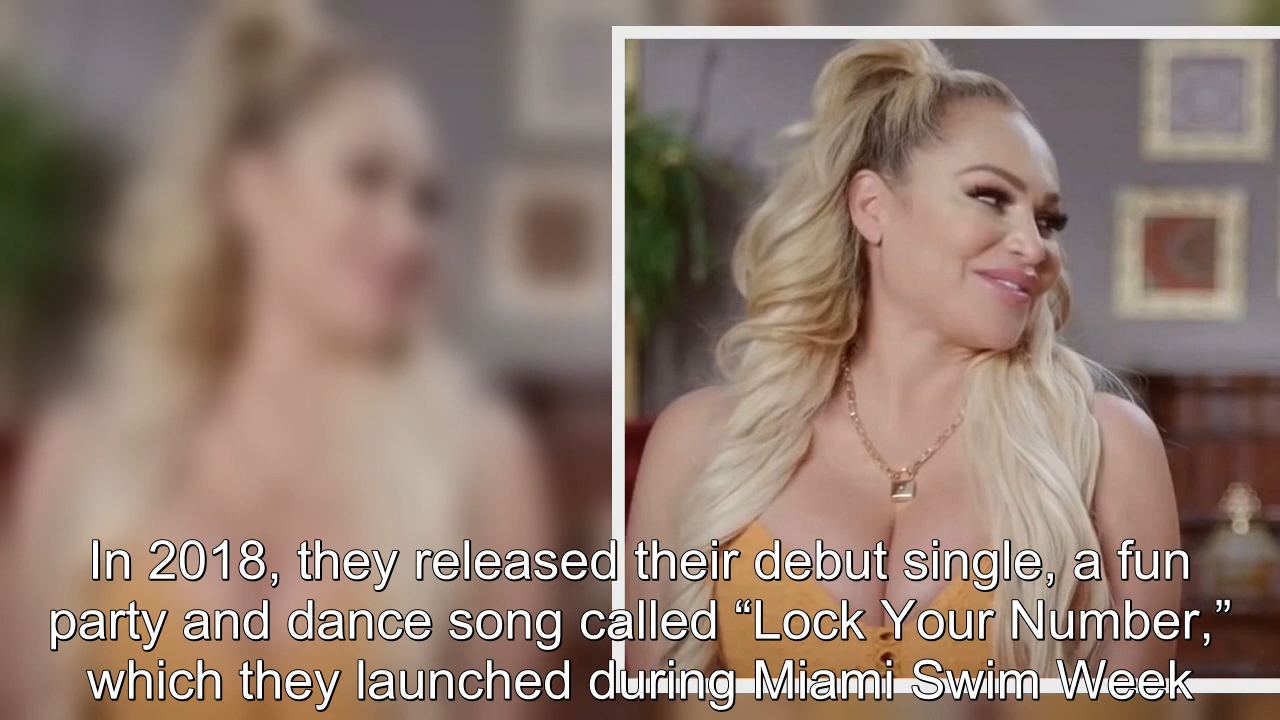 In 2018, they released their debut single, a fun
party and dance song called “Lock Your Number,”
which they launched during Miami Swim Week